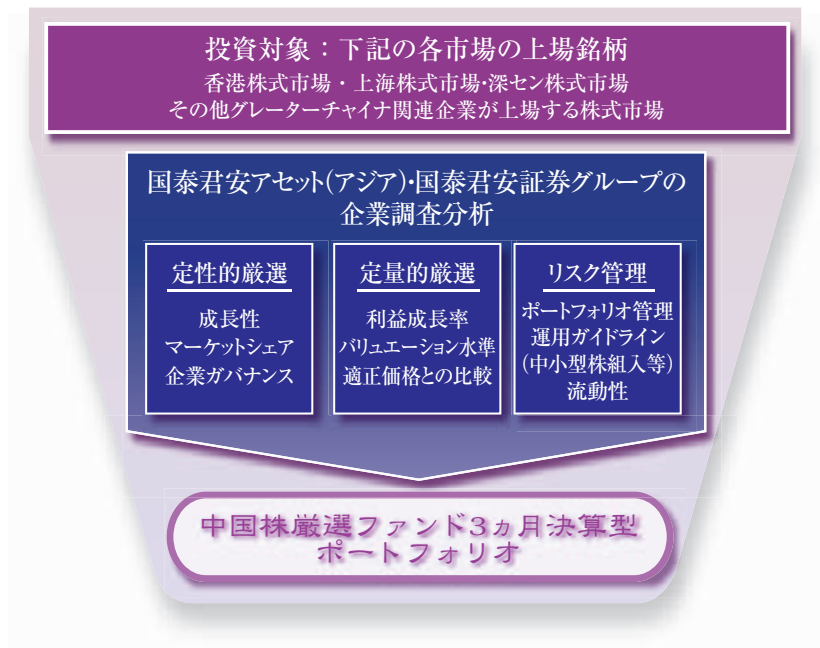 投資対象：下記の各市場の上場銘柄
香港株式市場・上海株式市場・深セン株式市場
その他グレーターチャイナ関連企業が上場する株式市場
国泰君安アセット(アジア)・国泰君安証券グループの
企業調査分析
定性的厳選
成長性
マーケットシェア
企業ガバナンス
定量的厳選
利益成長率
バリュエーション水準
適正価格との比較
リスク管理
ポートフォリオ管理
運用ガイドライン
(中小型株組入等)
流動性
中国株厳選ファンド3ヵ月決算型
ポートフォリオ